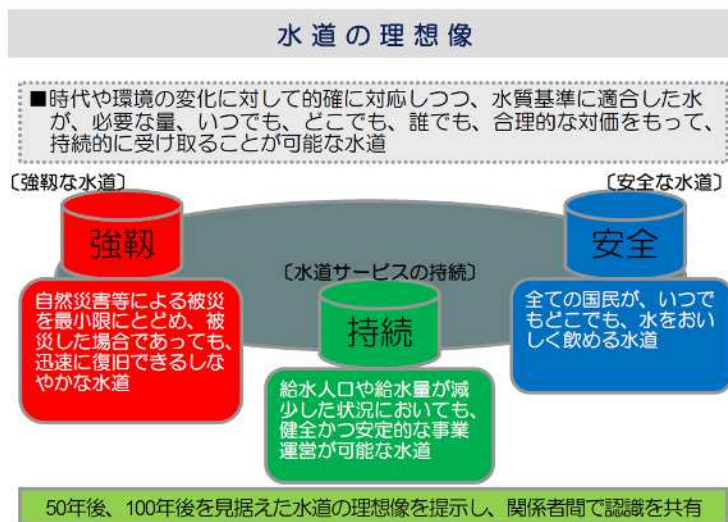 水道の理想像
■時代や環境の変化に対して的確に対応しつつ、水質基準に適合した水
が、必要な量、いつでも、どこでも、誰でも、合理的な対価をもって、
持続的に受け取ることが可能な水道
〔強靱な水道〕
強靱
自然災害等による被災
を最小限にとどめ、被
災した場合であっても、
迅速に復旧できるしな
やかな水道
〔水道サービスの持続〕
持続
給水人口や給水量が減
少した状況においても、
健全かつ安定的な事業
運営が可能な水道
〔安全な水道〕
安全
全ての国民が、いつで
もどこでも、水をおい
しく飲める水道
50年後、100年後を見据えた水道の理想像を提示し、関係者間で認識を共有